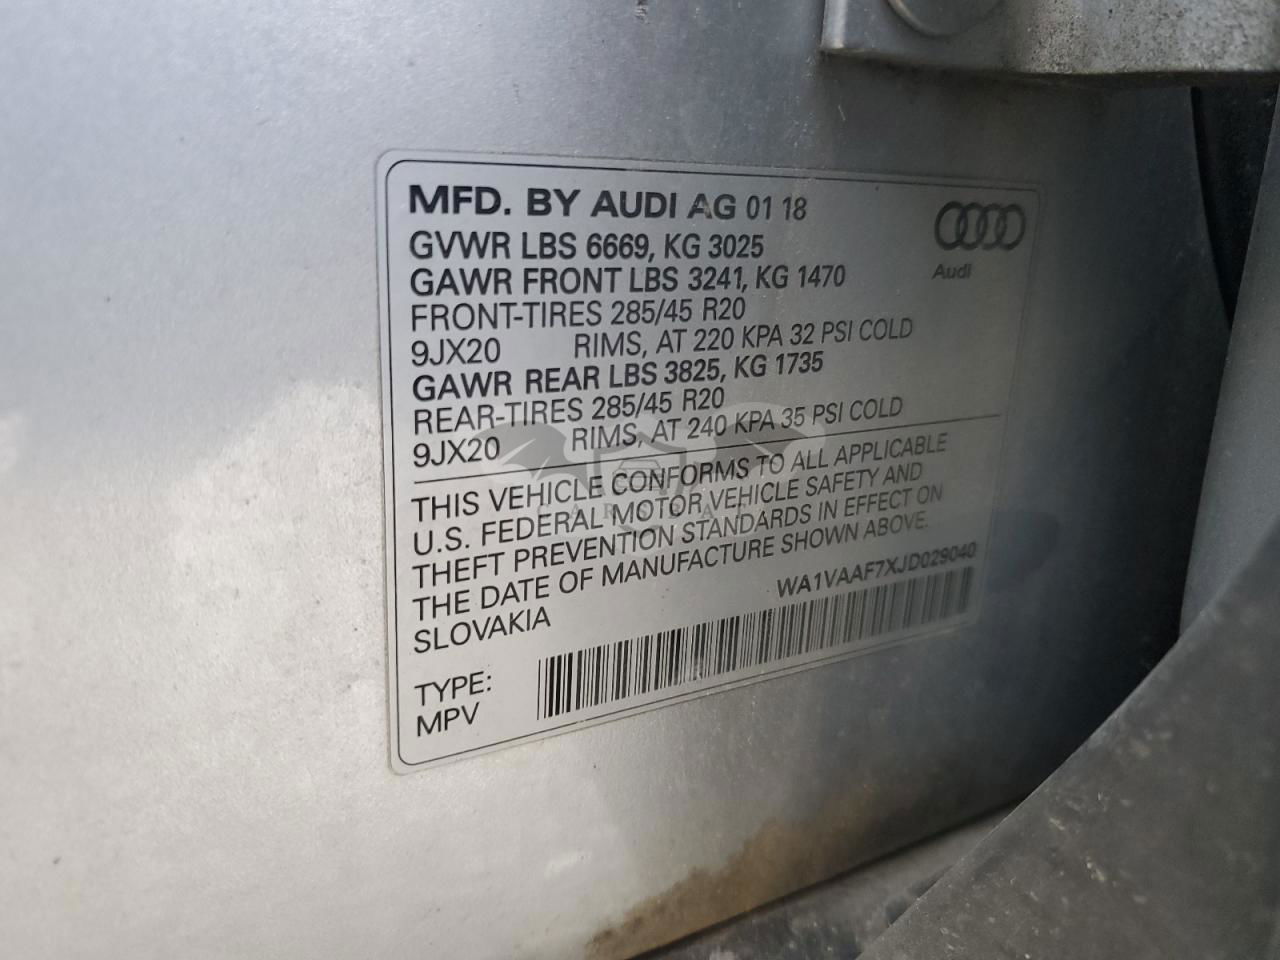 MFD. BY AUDI AG 01 18
GVWR LBS 6669, KG 3025
GAWR FRONT LBS 3241, KG 1470
FRONT-TIRES 285/45 R20
9JX20 RIMS, AT 220 KPA 32 PSI COLD
GAWR REAR LBS 3825, KG 1735
REAR-TIRES 285/45 R20
9JX20 RIMS, AT 240 KPA 35 PSI COLD
THIS VEHICLE CONFORMS TO ALL APPLICABLE
U.S. FEDERAL MOTOR VEHICLE SAFETY AND
THEFT PREVENTION STANDARDS IN EFFECT ON
THE DATE OF MANUFACTURE SHOWN ABOVE.
SLOVAKIA
WA1VAAF7XJD029040
TYPE:
MPV
Audi